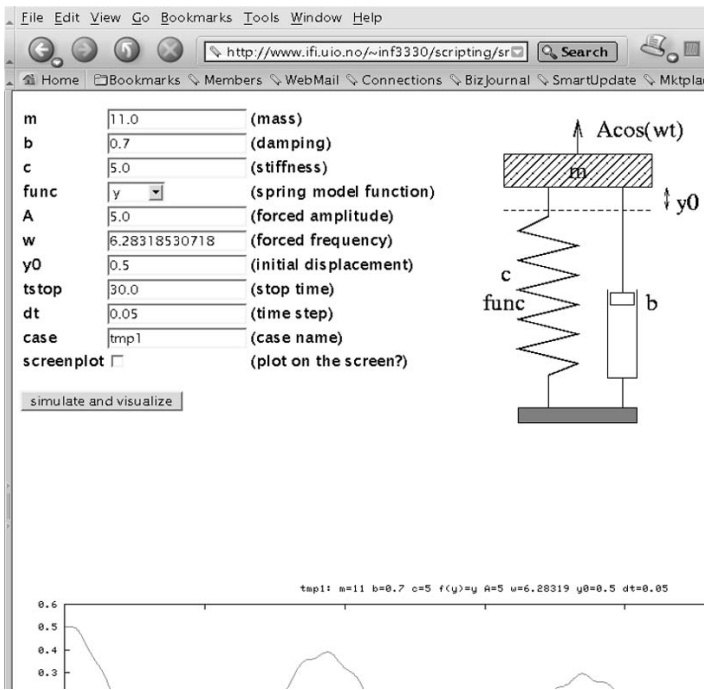 File Edit View Go Bookmarks Tools Window Help
http://www.ifi.uio.no/~inf3330/scripting/sr Search
Home Bookmarks Members WebMail Connections BizJournal SmartUpdate Mktpla
m 11.0 (mass)
b 0.7 (damping)
c 5.0 (stiffness)
func y (spring model function)
A 5.0 (forced amplitude)
w 6.28318530718 (forced frequency)
y0 0.5 (initial displacement)
tstop 30.0 (stop time)
dt 0.05 (time step)
case tmp1 (case name)
screenplot (plot on the screen?)
simulate and visualize
Acos(wt)
m
y0
c
func
b
tmp1: m=11 b=0.7 c=5 f(y)=y A=5 w=6.28319 y0=0.5 dt=0.05
0.6
0.5
0.4
0.3